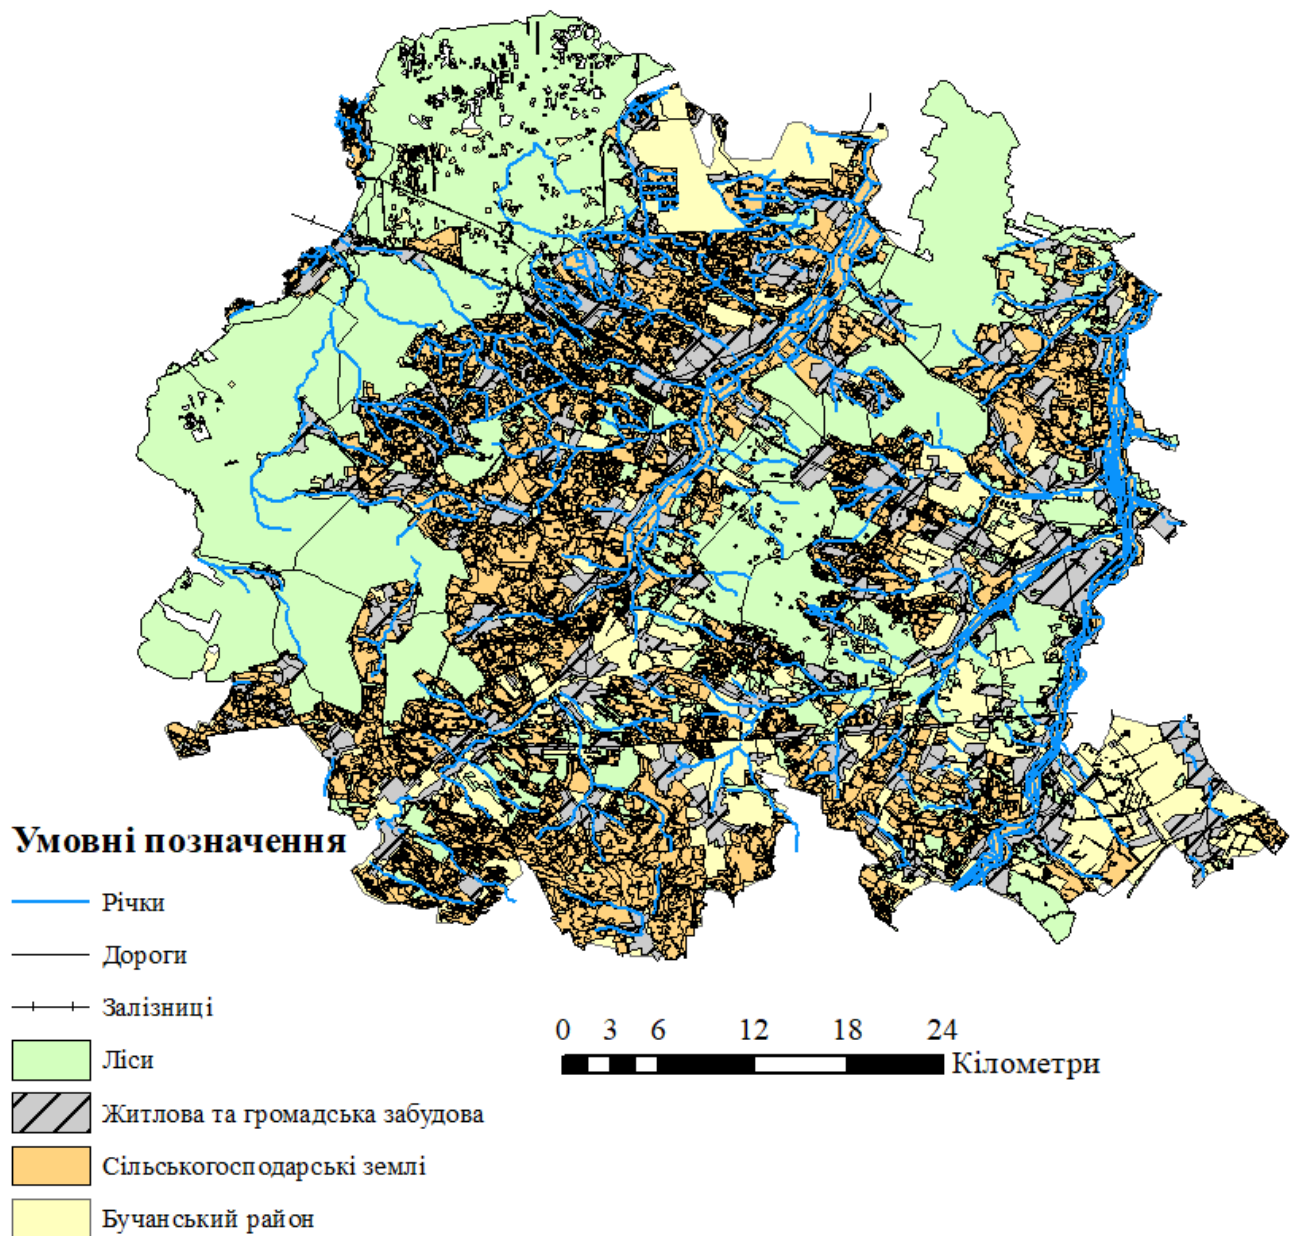 Умовні позначення
Річки
Дороги
Залізниці
Ліси
Житлова та громадська забудова
Сільськогосподарські землі
Бучанський район
0 3 6 12 18 24
Кілометри